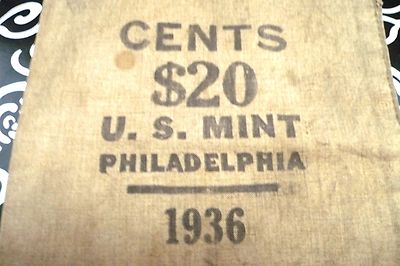 CENTS
$20
U. S. MINT
PHILADELPHIA
1936